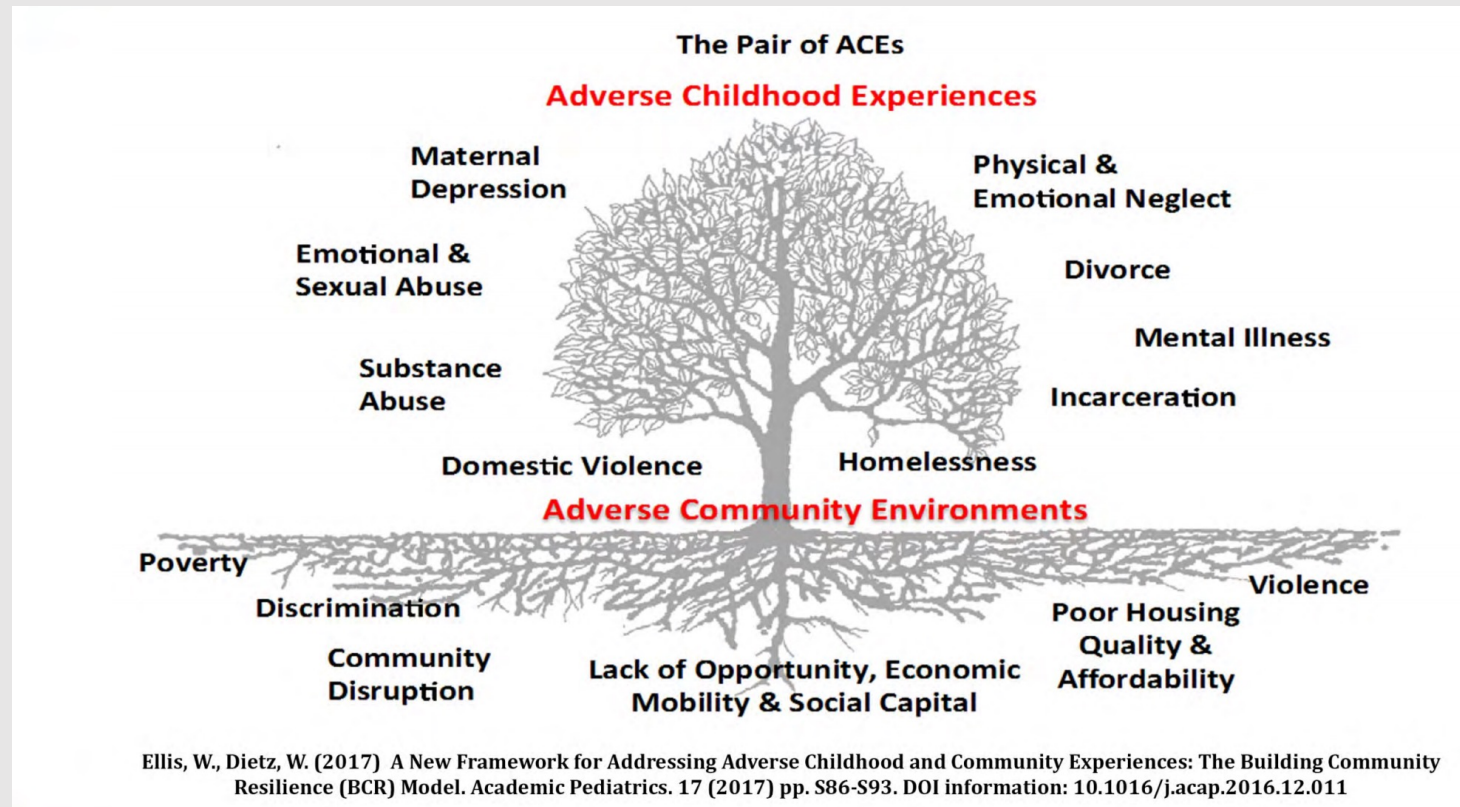 The Pair of ACEs
Adverse Childhood Experiences
Maternal
Depression
Physical &
Emotional Neglect
Emotional &
Sexual Abuse
Divorce
Mental Illness
Substance
Abuse
Incarceration
Domestic Violence
Homelessness
Adverse Community Environments
Poverty
Violence
Discrimination
Poor Housing
Quality &
Affordability
Community
Disruption
Lack of Opportunity, Economic
Mobility & Social Capital
Ellis, W., Dietz, W. (2017) A New Framework for Addressing Adverse Childhood and Community Experiences: The Building Community
Resilience (BCR) Model. Academic Pediatrics. 17 (2017) pp. S86-S93. DOI information: 10.1016/j.acap.2016.12.011